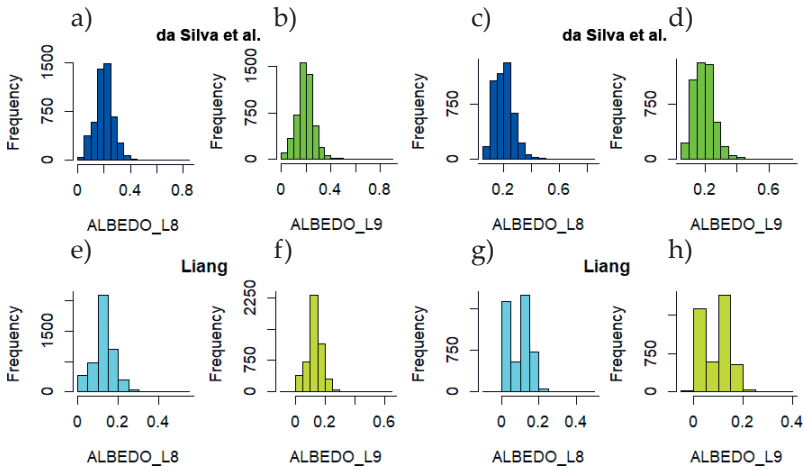 a) b) c) d)
da Silva et al. da Silva et al.
Frequency Frequency Frequency Frequency
1500 1500
750 750 750 750
0 0 0 0
0 0.4 0.8 0 0.4 0.8 0.2 0.6 0.2 0.6
ALBEDO_L8 ALBEDO_L9 ALBEDO_L8 ALBEDO_L9
e) f) g) h)
Liang Liang
Frequency Frequency Frequency Frequency
2250
1500
750 750 750
0 0 0 0
0 0.2 0.4 0 0.2 0.6 0 0.2 0.4 0 0.2 0.4
ALBEDO_L8 ALBEDO_L9 ALBEDO_L8 ALBEDO_L9